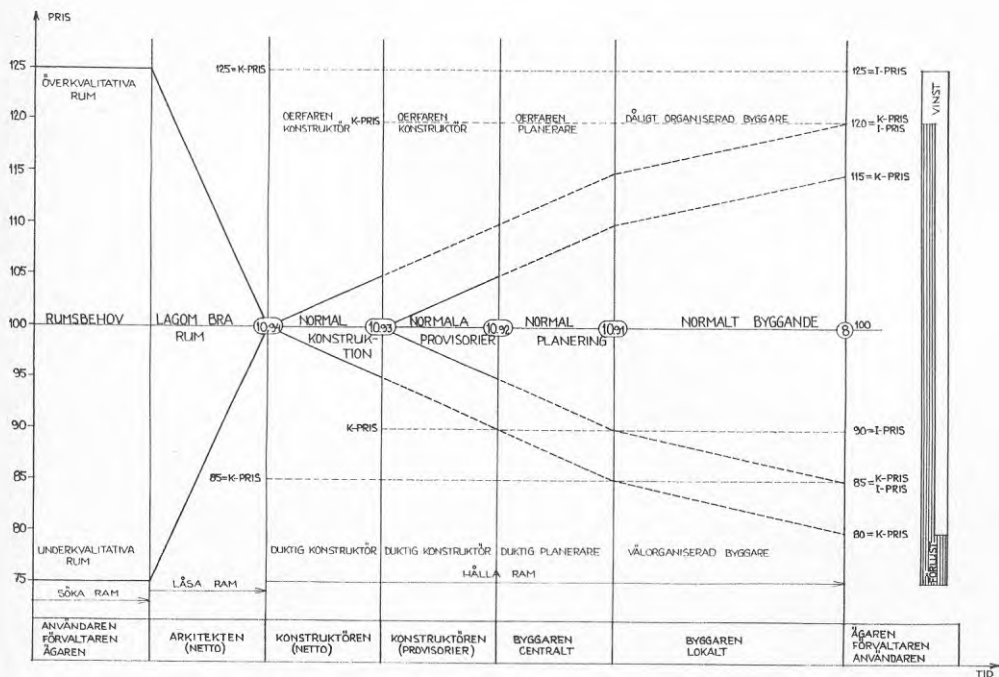 PRIS
125
ÖVERKVALITATIVA
RUM
125=K-PRIS
125=I-PRIS
VINST
120
OERFAREN
KONSTRUKTÖR
K-PRIS
OERFAREN
KONSTRUKTÖR
OERFAREN
PLANERARE
DÅLIGT ORGANISERAD BYGGARE
120=K-PRIS
I-PRIS
115
115=K-PRIS
110
105
100
RUMSBEHOV
LAGOM BRA
RUM
10.94
NORMAL
KONSTRUK-
TION
10.93
NORMALA
PROVISORIER
10.92
NORMAL
PLANERING
10.91
NORMALT BYGGANDE
8
100
95
90
K-PRIS
90=I-PRIS
85
85=K-PRIS
85=K-PRIS
I-PRIS
80
80=K-PRIS
UNDERKVALITATIVA
RUM
DUKTIG KONSTRUKTÖR
DUKTIG KONSTRUKTÖR
DUKTIG PLANERARE
VÄLORGANISERAD BYGGARE
FÖRLUST
75
SÖKA RAM
LÅSA RAM
HÅLLA RAM
ANVÄNDAREN
FÖRVALTAREN
ÄGAREN
ARKITEKTEN
(NETTO)
KONSTRUKTÖREN
(NETTO)
KONSTRUKTÖREN
(PROVISORIER)
BYGGAREN
CENTRALT
BYGGAREN
LOKALT
ÄGAREN
FÖRVALTAREN
ANVÄNDAREN
TID